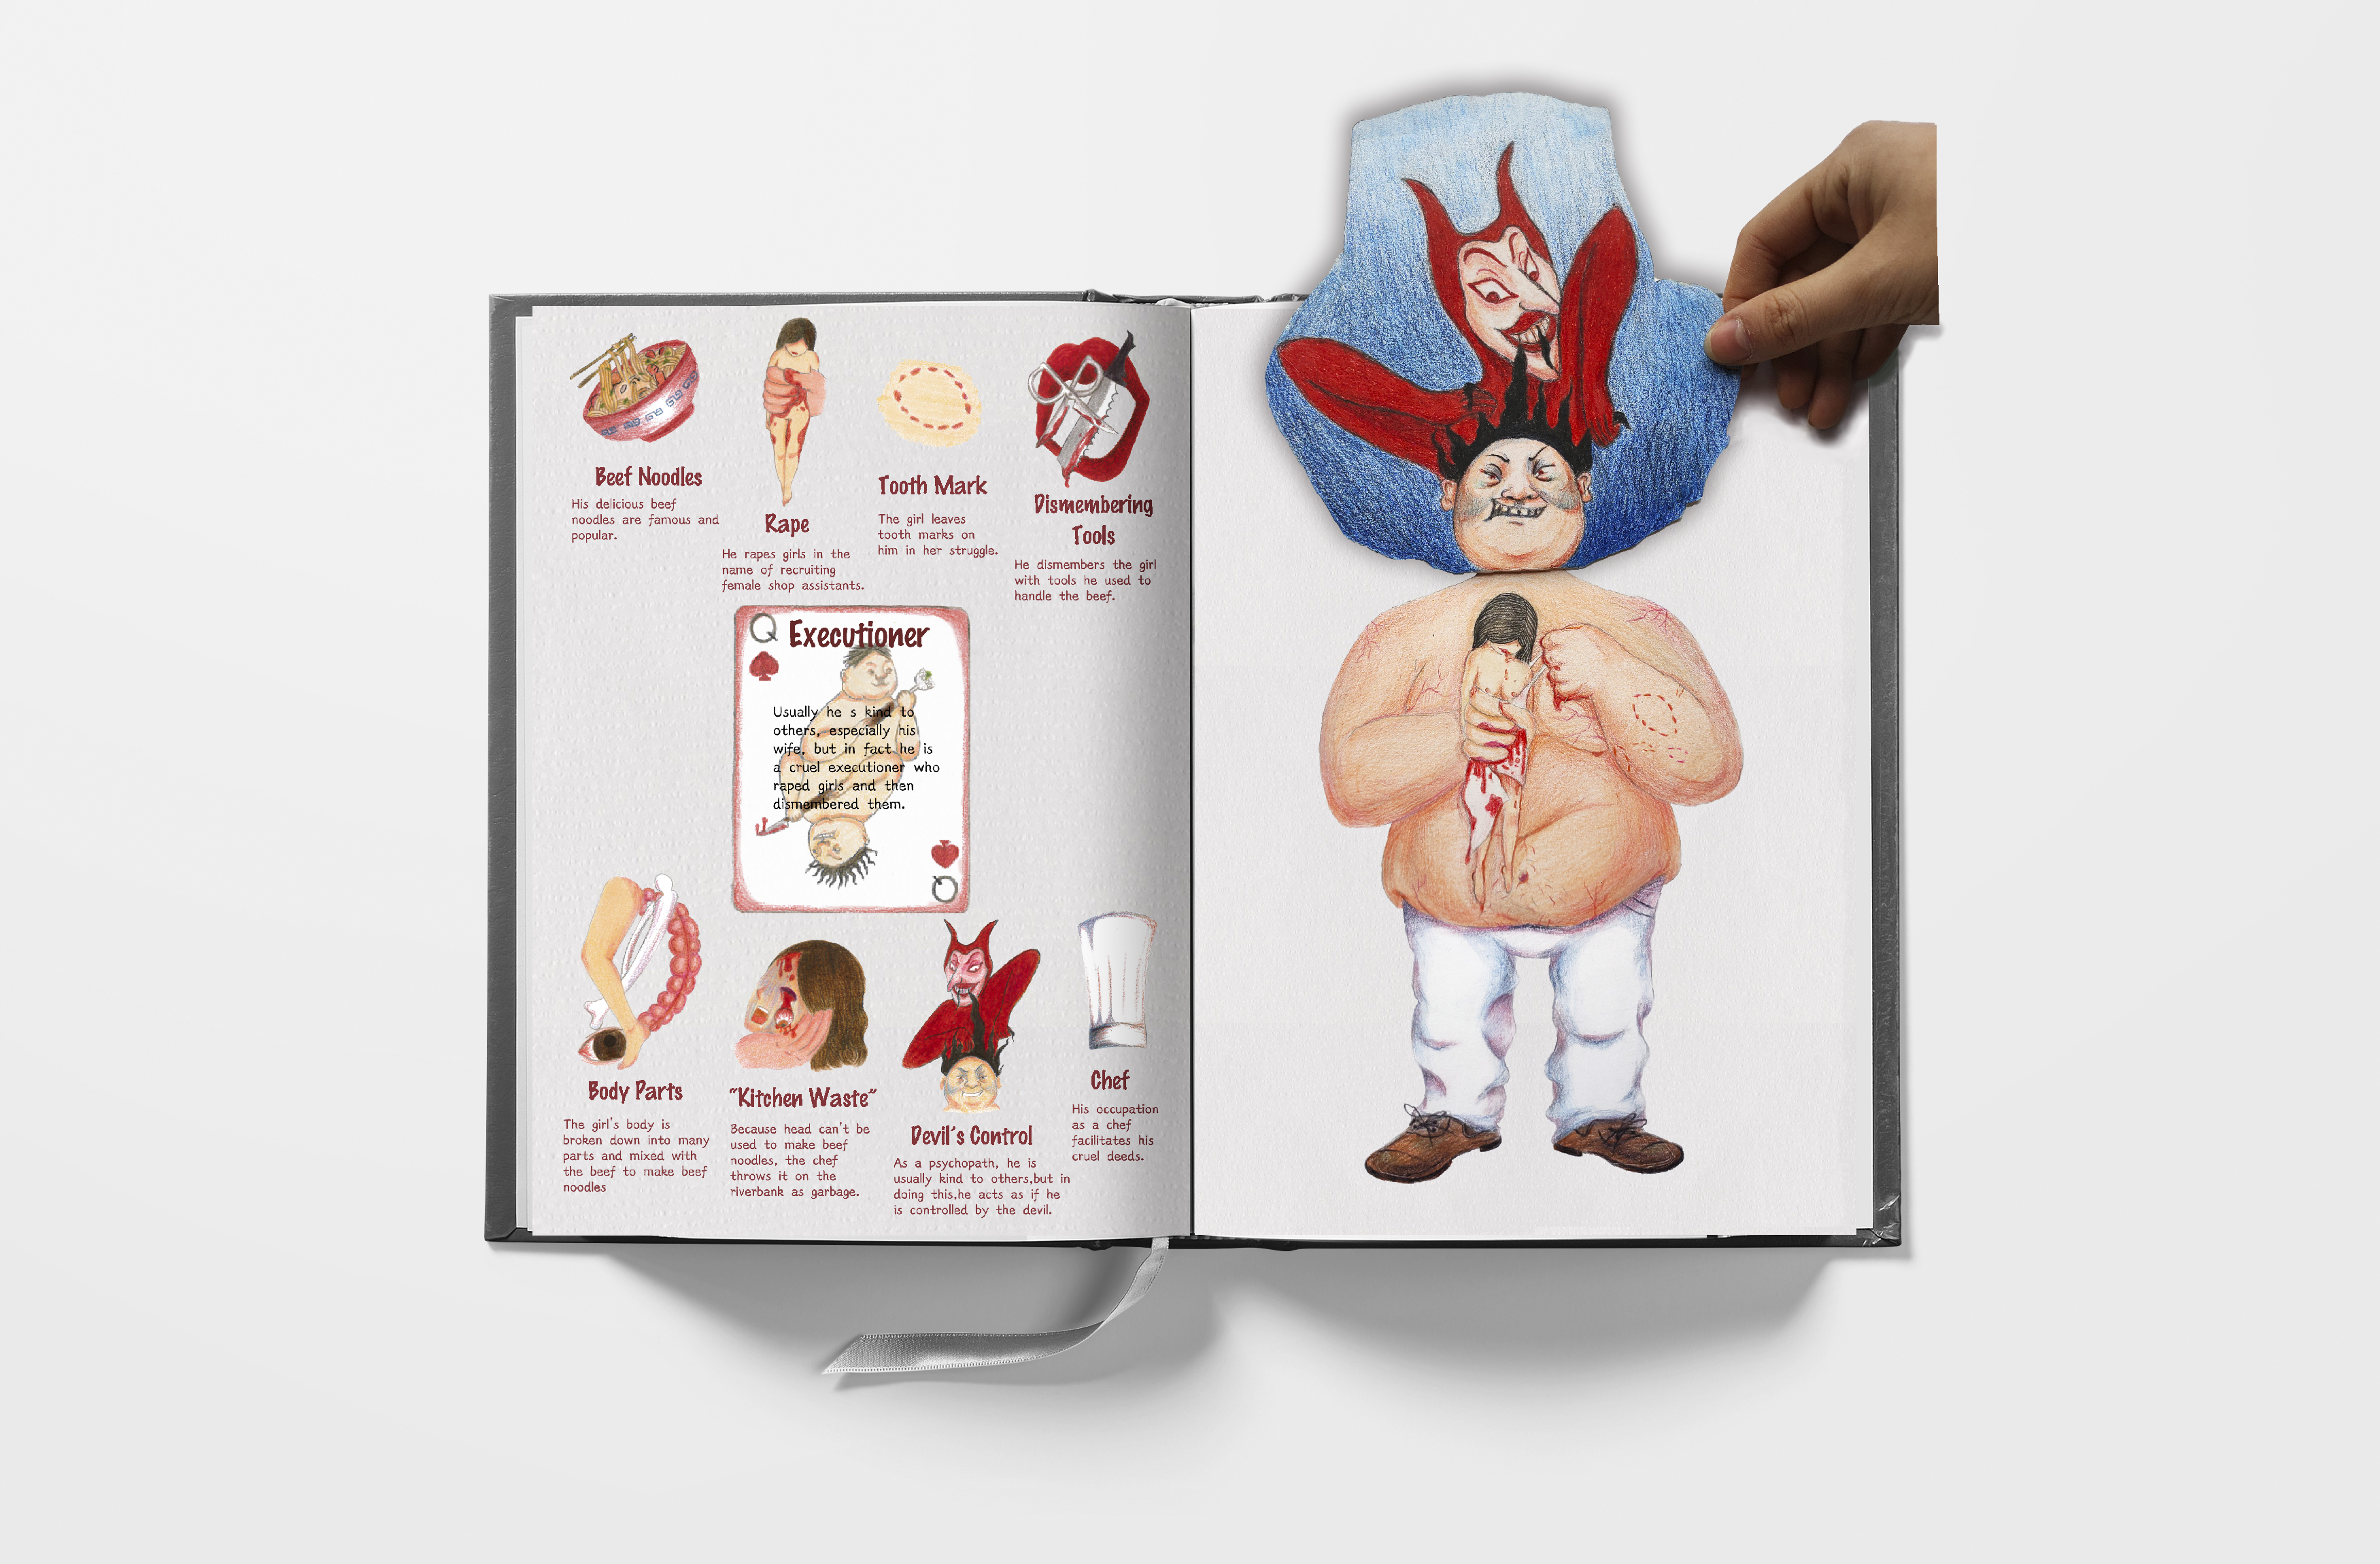 Beef Noodles
His delicious beef
noodles are famous and
popular.
Rape
He rapes girls in the
name of recruiting
female shop assistants.
Tooth Mark
The girl leaves
tooth marks on
him in her struggle.
Dismembering
Tools
He dismembers the girl
with tools he used to
handle the beef.
Q
Executioner
Usually he s kind to
others, especially his
wife, but in fact he is
a cruel executioner who
raped girls and then
dismembered them.
Q
Body Parts
The girl's body is
broken down into many
parts and mixed with
the beef to make beef
noodles
"Kitchen Waste"
Because head can't be
used to make beef
noodles, the chef
throws it on the
riverbank as garbage.
Devil's Control
As a psychopath, he is
usually kind to others,but in
doing this,he acts as if he
is controlled by the devil.
Chef
His occupation
as a chef
facilitates his
cruel deeds.